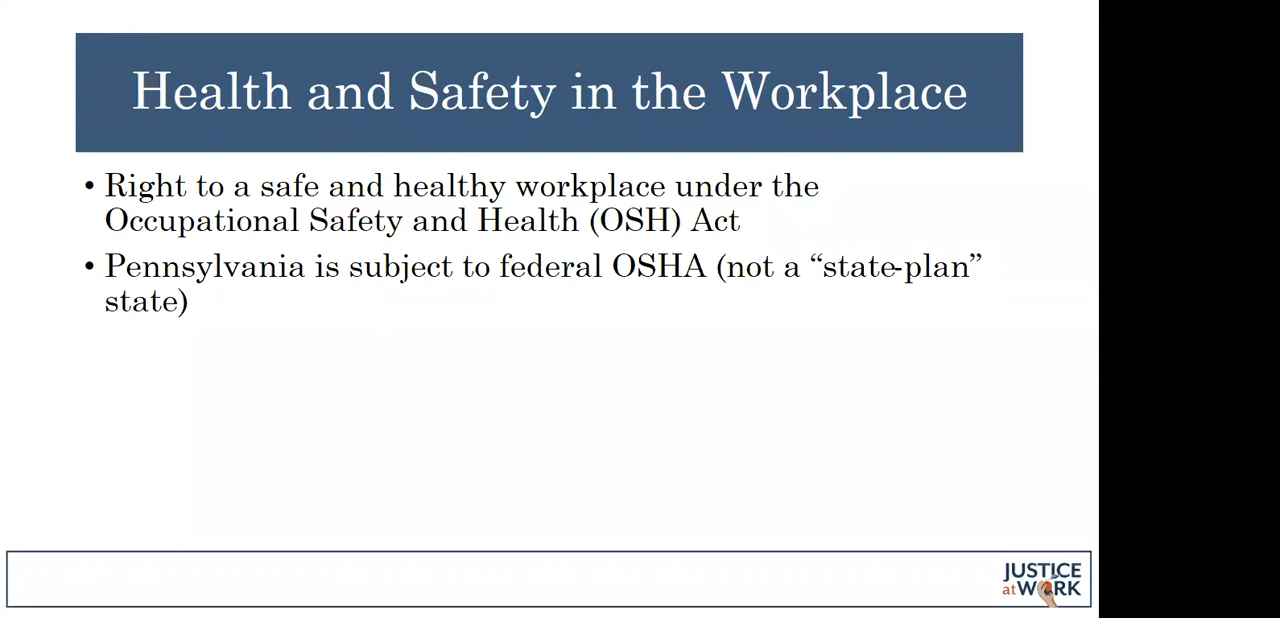 Health and Safety in the Workplace
• Right to a safe and healthy workplace under the
Occupational Safety and Health (OSH) Act
• Pennsylvania is subject to federal OSHA (not a “state-plan”
state)
JUSTICE
at WORK